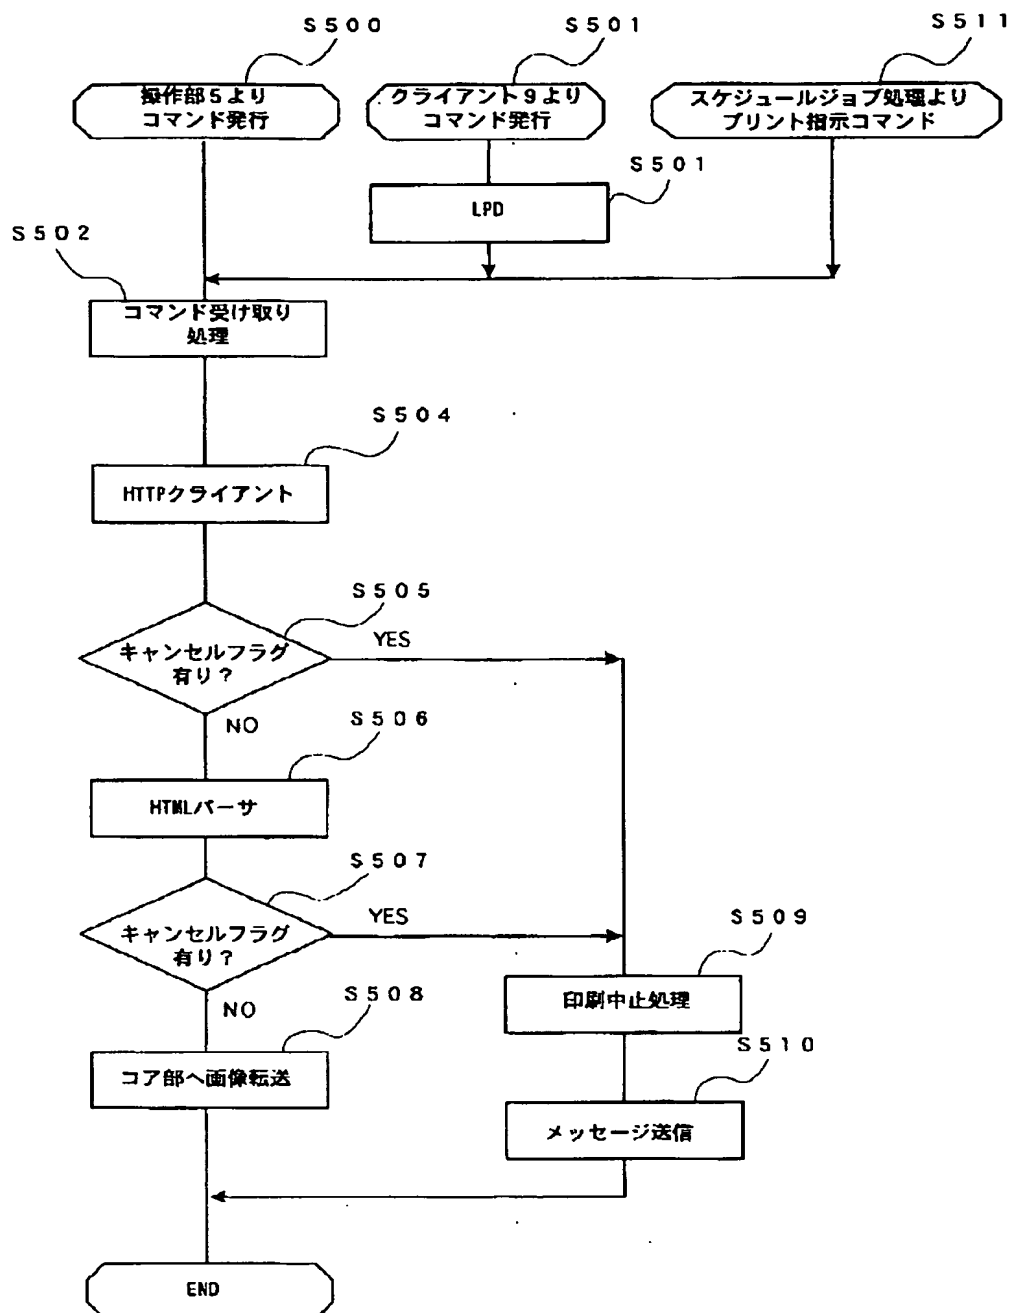 S500
S501
S511
操作部5より
コマンド発行
クライアント9より
コマンド発行
スケジュールジョブ処理より
プリント指示コマンド
S501
LPD
S502
コマンド受け取り
処理
S504
HTTPクライアント
S505
キャンセルフラグ
有り?
YES
NO
S506
HTMLパーサ
S507
キャンセルフラグ
有り?
YES
NO
S509
印刷中止処理
S508
コア部へ画像転送
S510
メッセージ送信
END